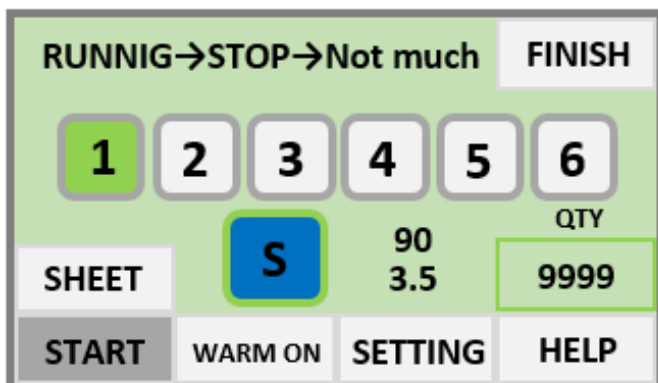 RUNNIG→STOP→Not much FINISH
1 2 3 4 5 6
QTY
S 90
3.5
SHEET 9999
START WARM ON SETTING HELP